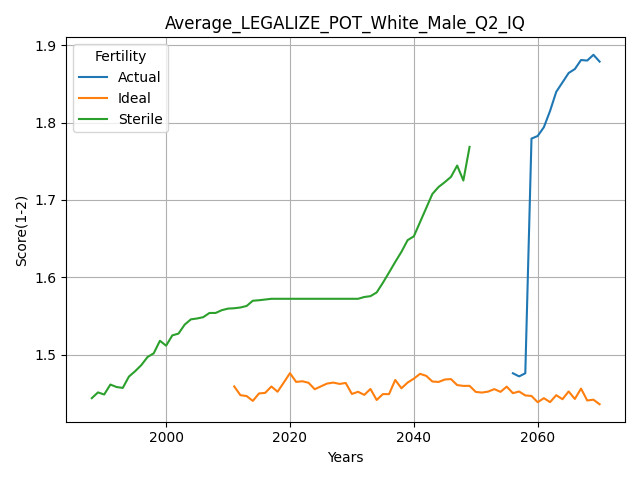 Average_LEGALIZE_POT_White_Male_Q2_IQ
Fertility
Actual
Ideal
Sterile
Score(1-2)
1.9
1.8
1.7
1.6
1.5
2000 2020 2040 2060
Years